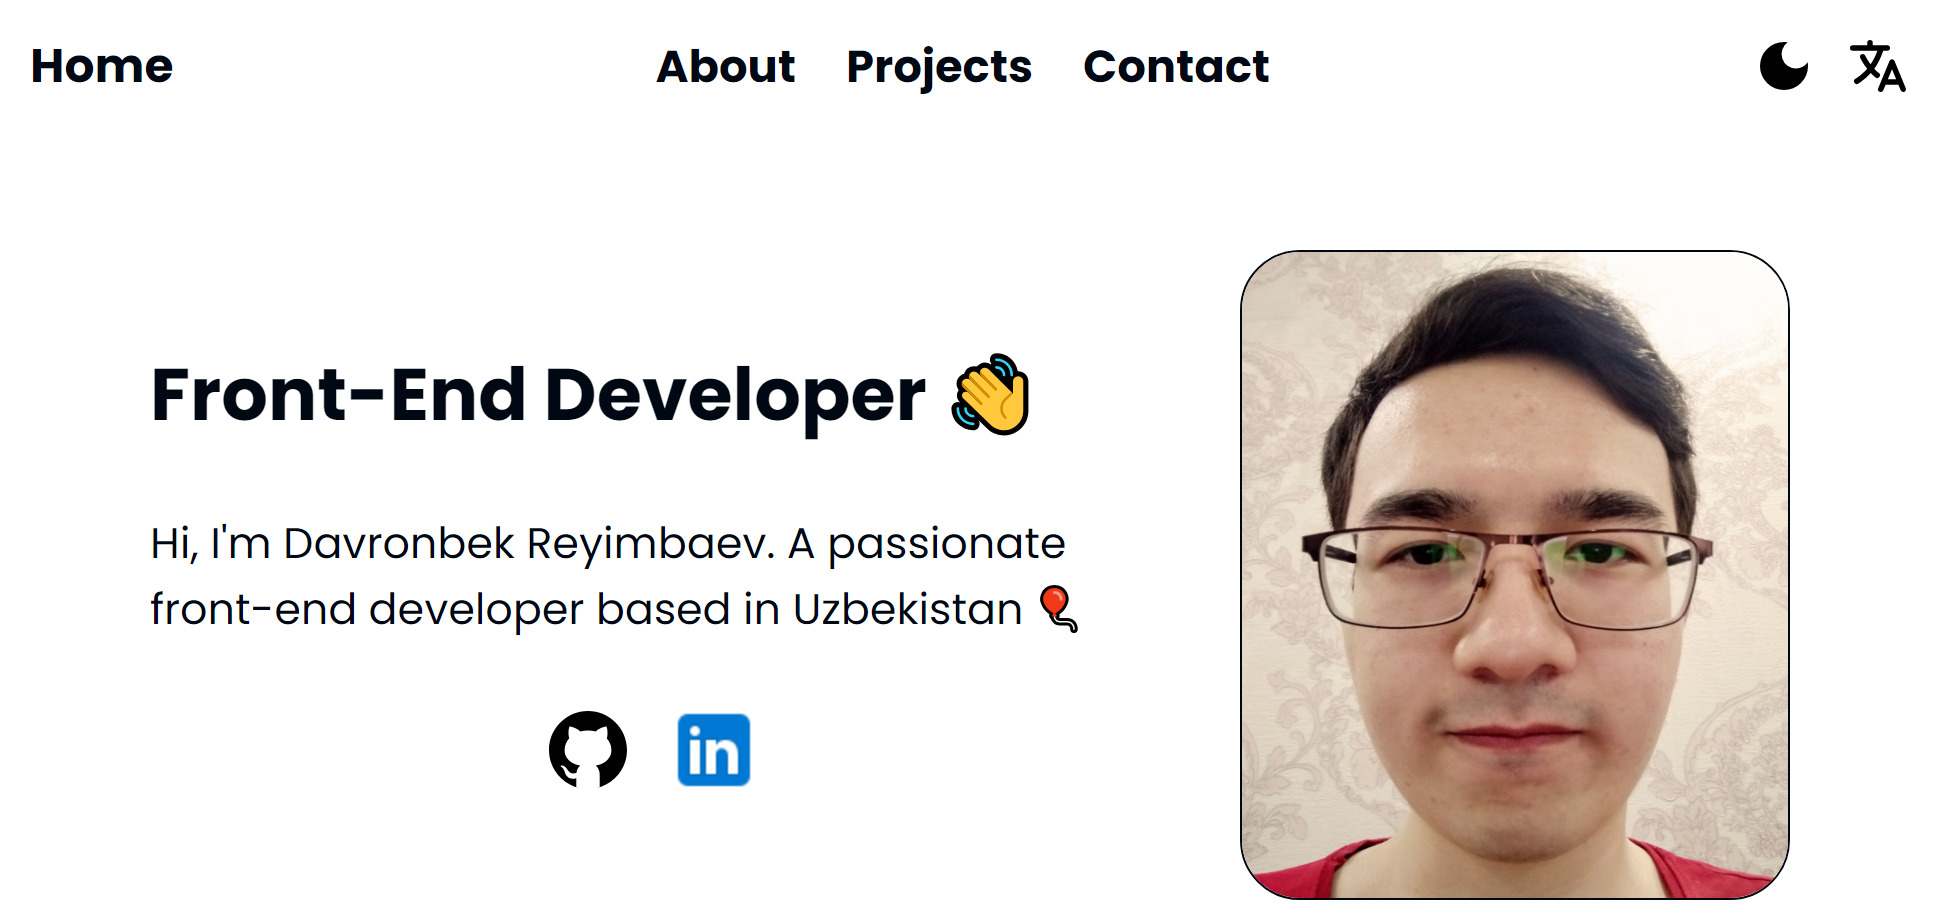 Home
About Projects Contact
Front-End Developer 👋
Hi, I'm Davronbek Reyimbaev. A passionate
front-end developer based in Uzbekistan 🎈
in